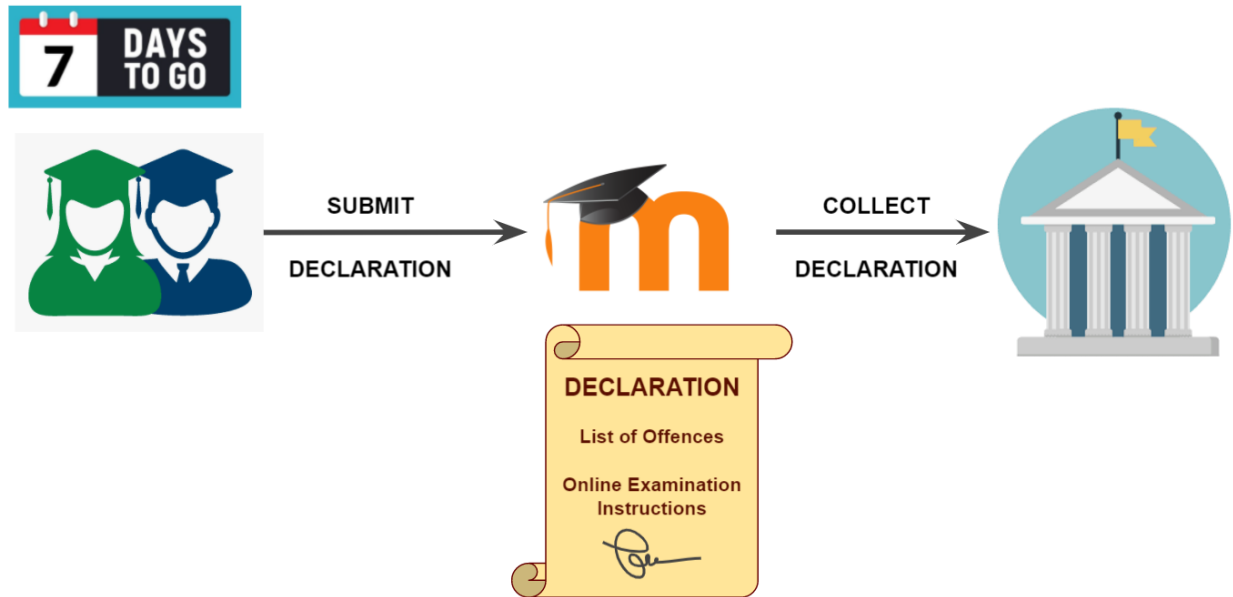 7
DAYS
TO GO
SUBMIT
DECLARATION
m
COLLECT
DECLARATION
DECLARATION
List of Offences
Online Examination
Instructions